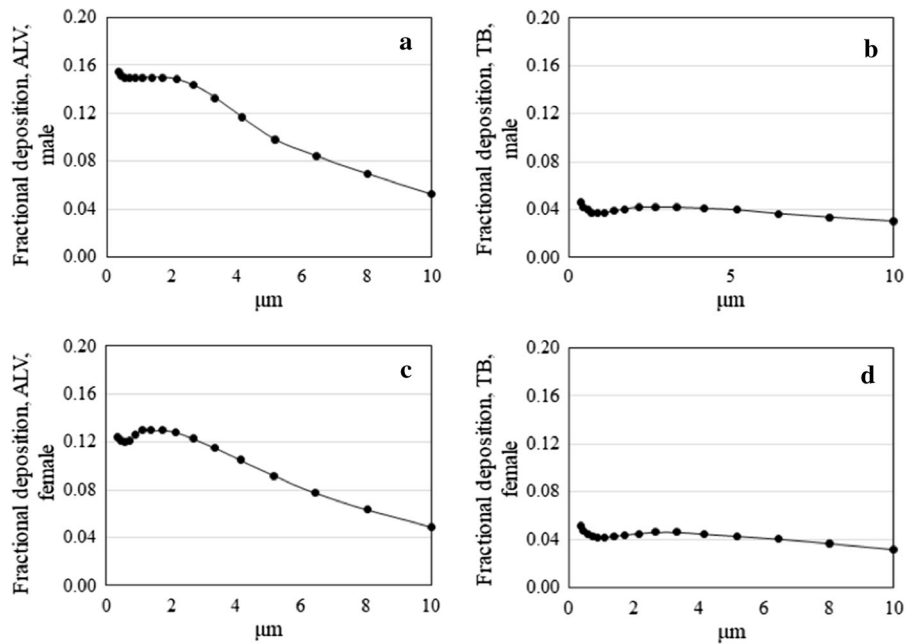 Fractional deposition, ALV,
male
0.20
0.16
0.12
0.08
0.04
0.00
a
0
2
4
6
8
10
μm
Fractional deposition, TB,
male
0.20
0.16
0.12
0.08
0.04
0.00
b
0
5
10
μm
Fractional deposition, ALV,
female
0.20
0.16
0.12
0.08
0.04
0.00
c
0
2
4
6
8
10
μm
Fractional deposition, TB,
female
0.20
0.16
0.12
0.08
0.04
0.00
d
0
2
4
6
8
10
μm